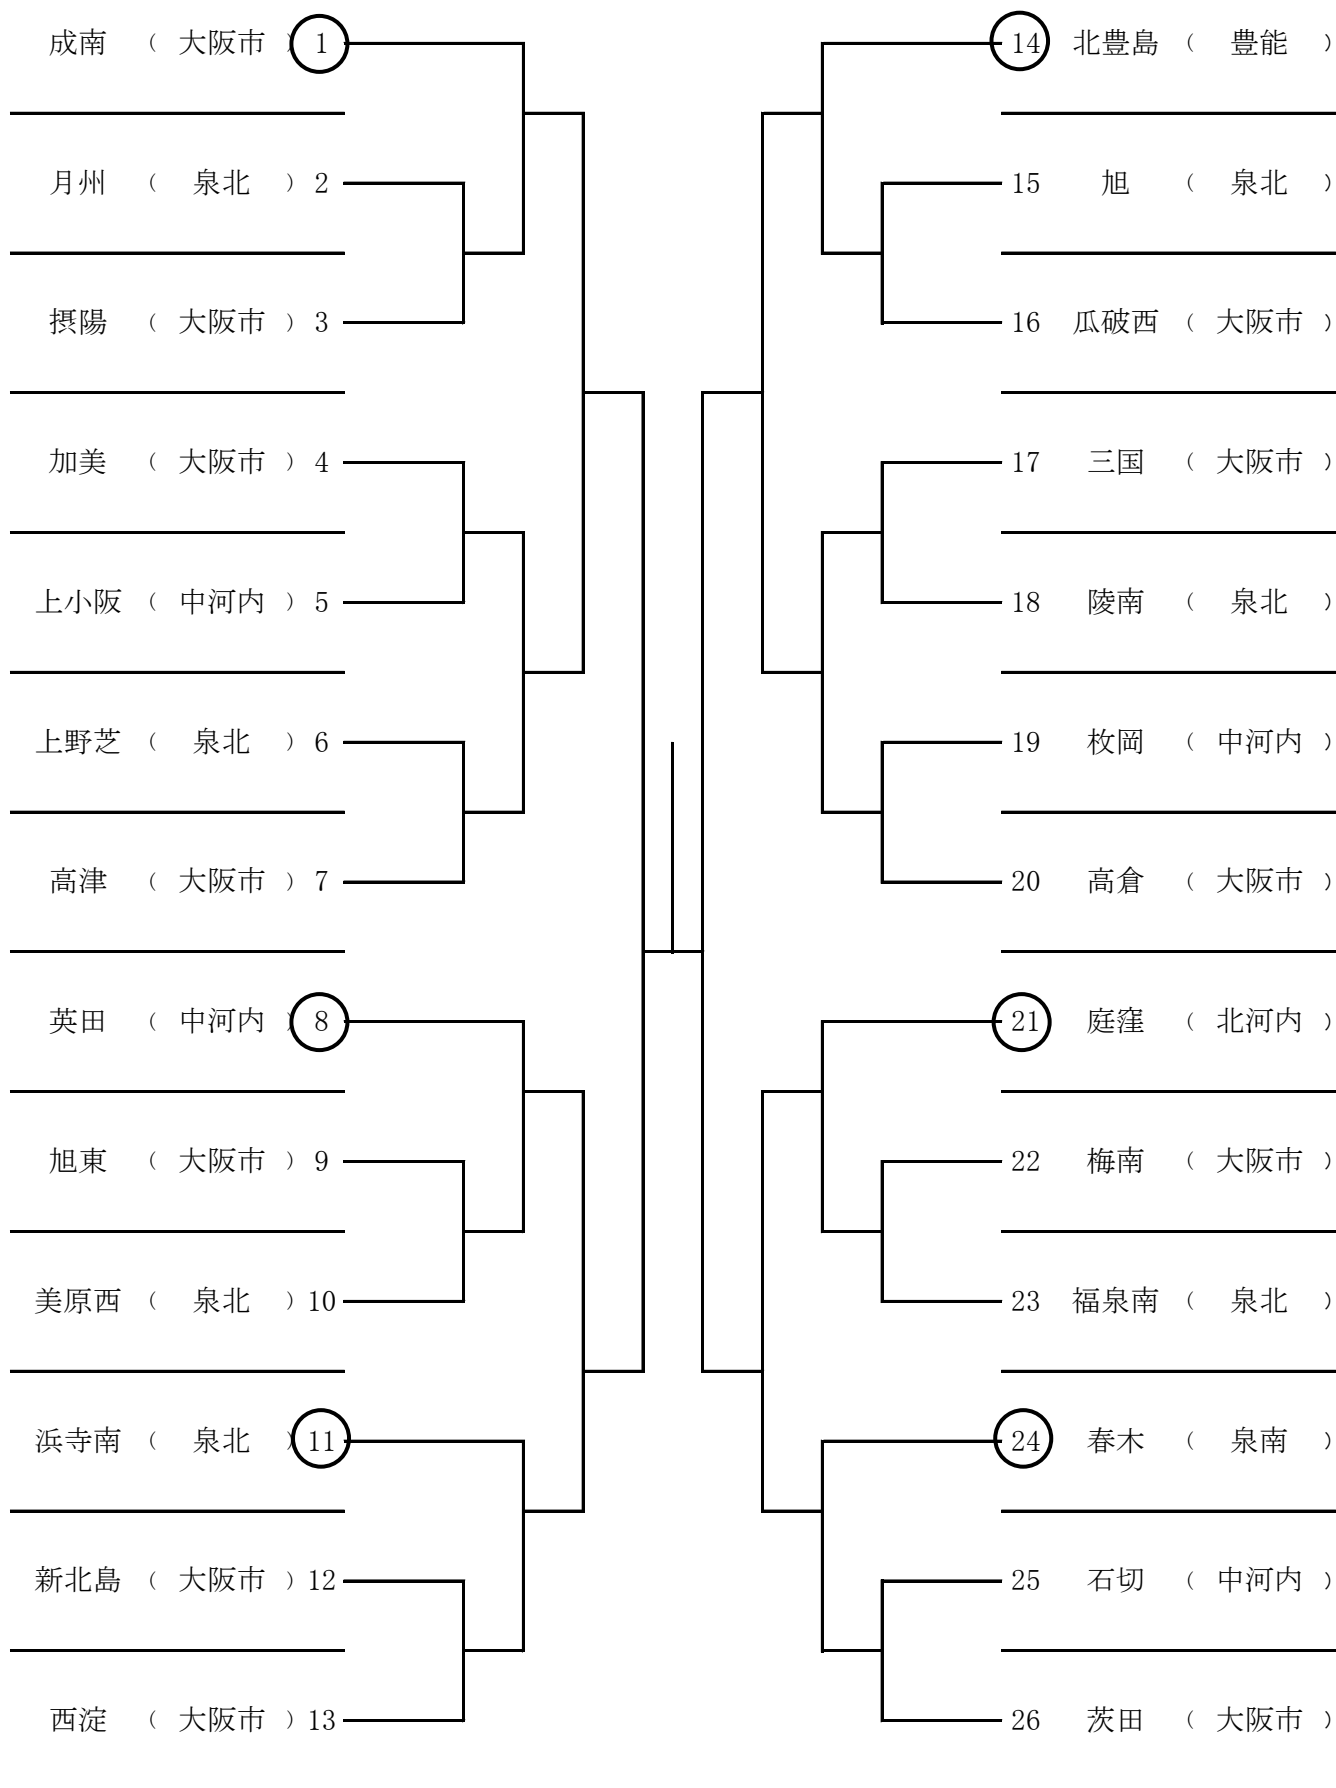 成南 （ 大阪市 ） 1
月州 （ 泉北 ） 2
摂陽 （ 大阪市 ） 3
加美 （ 大阪市 ） 4
上小阪 （ 中河内 ） 5
上野芝 （ 泉北 ） 6
高津 （ 大阪市 ） 7
英田 （ 中河内 ） 8
旭東 （ 大阪市 ） 9
美原西 （ 泉北 ） 10
浜寺南 （ 泉北 ） 11
新北島 （ 大阪市 ） 12
西淀 （ 大阪市 ） 13
14 北豊島 （ 豊能 ）
15 旭 （ 泉北 ）
16 瓜破西 （ 大阪市 ）
17 三国 （ 大阪市 ）
18 陵南 （ 泉北 ）
19 枚岡 （ 中河内 ）
20 高倉 （ 大阪市 ）
21 庭窪 （ 北河内 ）
22 梅南 （ 大阪市 ）
23 福泉南 （ 泉北 ）
24 春木 （ 泉南 ）
25 石切 （ 中河内 ）
26 茨田 （ 大阪市 ）